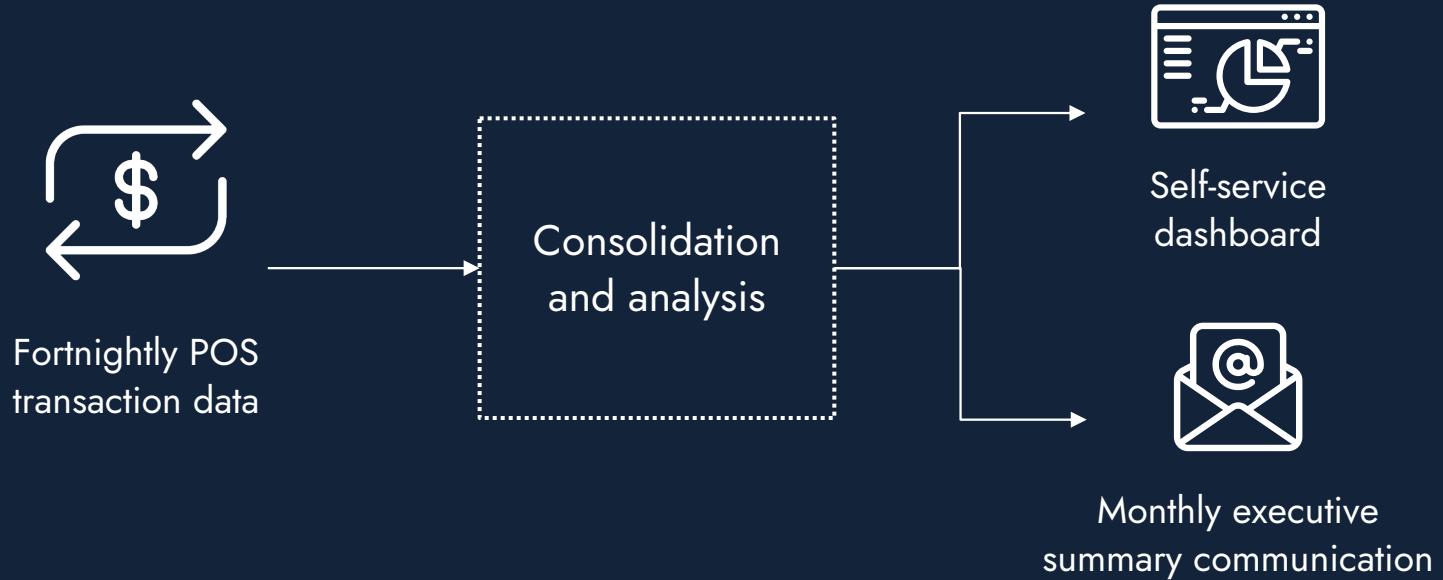 $
Fortnightly POS
transaction data
Consolidation
and analysis
Self-service
dashboard
@
Monthly executive
summary communication